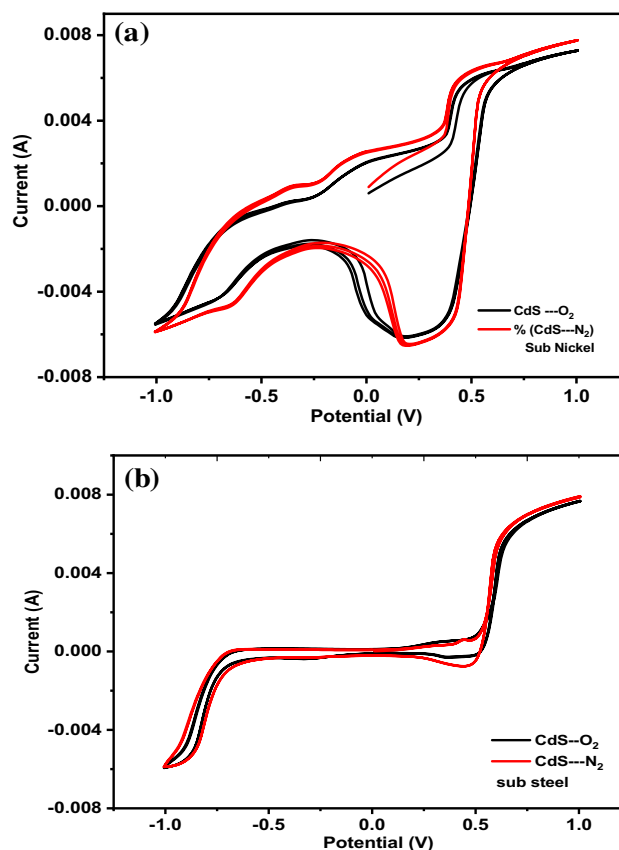 (a)
0.008
0.004
0.000
-0.004
-0.008
Current (A)
CdS ---O₂
% (CdS---N₂)
Sub Nickel
-1.0 -0.5 0.0 0.5 1.0
Potential (V)
(b)
0.008
0.004
0.000
-0.004
-0.008
Currrent (A)
CdS--O₂
CdS---N₂
sub steel
-1.0 -0.5 0.0 0.5 1.0
Potential (V)